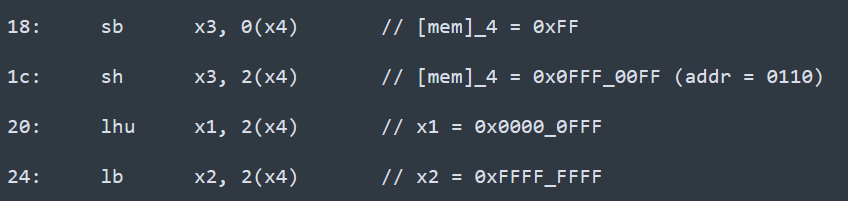 18: sb x3, 0(x4) // [mem]_4 = 0xFF
1c: sh x3, 2(x4) // [mem]_4 = 0x0FFF_00FF (addr = 0110)
20: lhu x1, 2(x4) // x1 = 0x0000_0FFF
24: lb x2, 2(x4) // x2 = 0xFFFF_FFFF